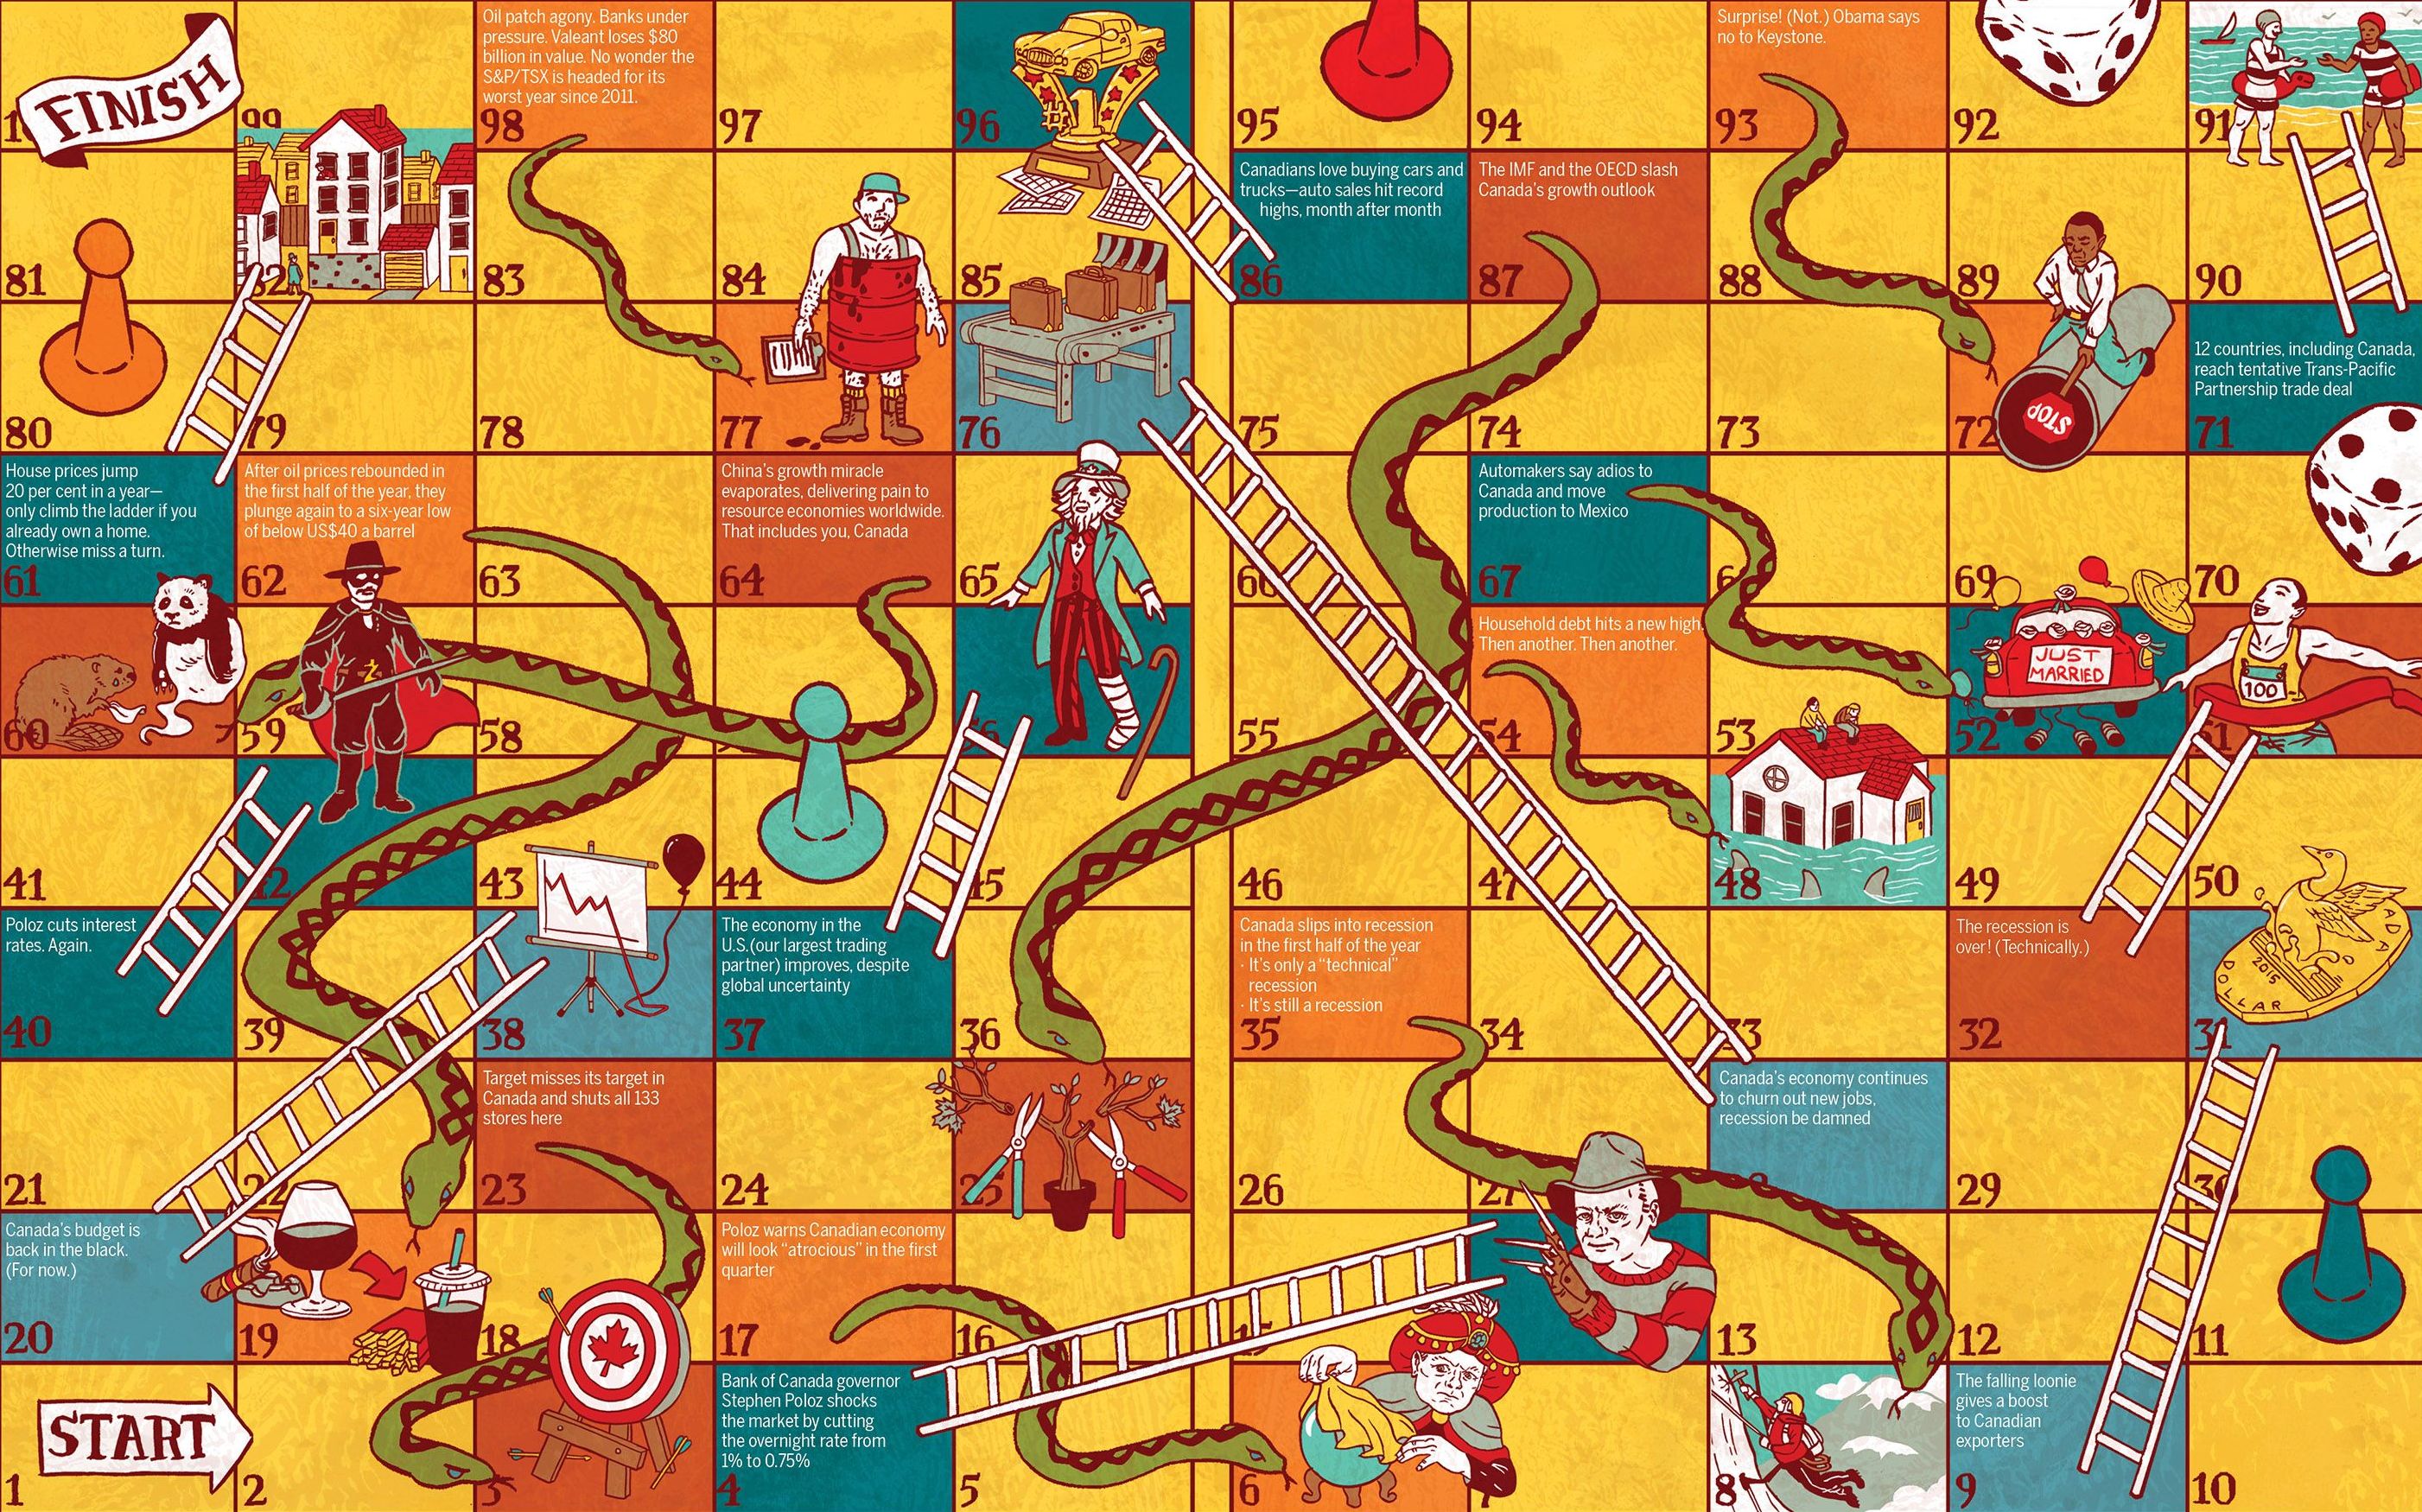 FINISH
99
Oil patch agony. Banks under
pressure. Valeant loses $80
billion in value. No wonder the
S&P/TSX is headed for its
worst year since 2011.
98
97
#1
96
95
94
Surprise! (Not.) Obama says
no to Keystone.
93
92
91
81
82
83
84
85
Canadians love buying cars and
trucks—auto sales hit record
highs, month after month
86
The IMF and the OECD slash
Canada's growth outlook
87
88
89
90
80
79
78
77
76
75
74
73
72
STOP
12 countries, including Canada,
reach tentative Trans-Pacific
Partnership trade deal
71
House prices jump
20 per cent in a year—
only climb the ladder if you
already own a home.
Otherwise miss a turn.
61
After oil prices rebounded in
the first half of the year, they
plunge again to a six-year low
of below US$40 a barrel
62
63
China's growth miracle
evaporates, delivering pain to
resource economies worldwide.
That includes you, Canada
64
65
66
Automakers say adios to
Canada and move
production to Mexico
67
69
70
60
59
58
56
55
Household debt hits a new high.
Then another. Then another.
54
53
JUST
MARRIED
52
100
51
41
42
43
44
45
46
47
48
49
50
Poloz cuts interest
rates. Again.
40
39
38
The economy in the
U.S.(our largest trading
partner) improves, despite
global uncertainty
37
36
Canada slips into recession
in the first half of the year
· It's only a “technical”
recession
· It's still a recession
35
34
33
The recession is
over! (Technically.)
32
2015
DOLLAR
31
21
22
Target misses its target in
Canada and shuts all 133
stores here
23
24
25
26
27
Canada's economy continues
to churn out new jobs,
recession be damned
29
30
Canada's budget is
back in the black.
(For now.)
20
19
18
Poloz warns Canadian economy
will look “atrocious” in the first
quarter
17
16
15
13
12
11
START
1
2
3
Bank of Canada governor
Stephen Poloz shocks
the market by cutting
the overnight rate from
1% to 0.75%
4
5
6
8
The falling loonie
gives a boost
to Canadian
exporters
9
10